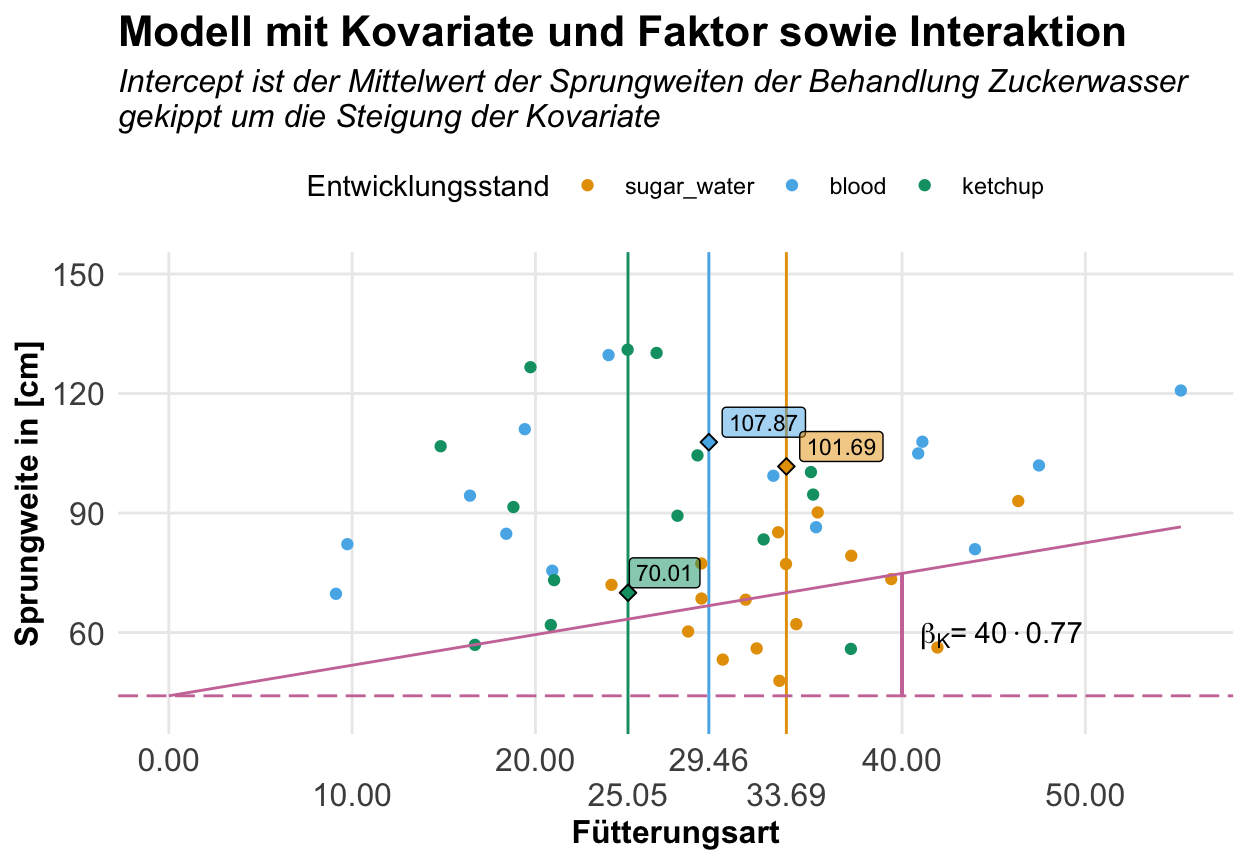 Modell mit Kovariate und Faktor sowie Interaktion
Intercept ist der Mittelwert der Sprungweiten der Behandlung Zuckerwasser
gekippt um die Steigung der Kovariate
Entwicklungsstand sugar_water blood ketchup
Sprungweite in [cm]
150
120
90
60
107.87
101.69
70.01
βK= 40 · 0.77
0.00 20.00 29.46 40.00
10.00 25.05 33.69 50.00
Fütterungsart